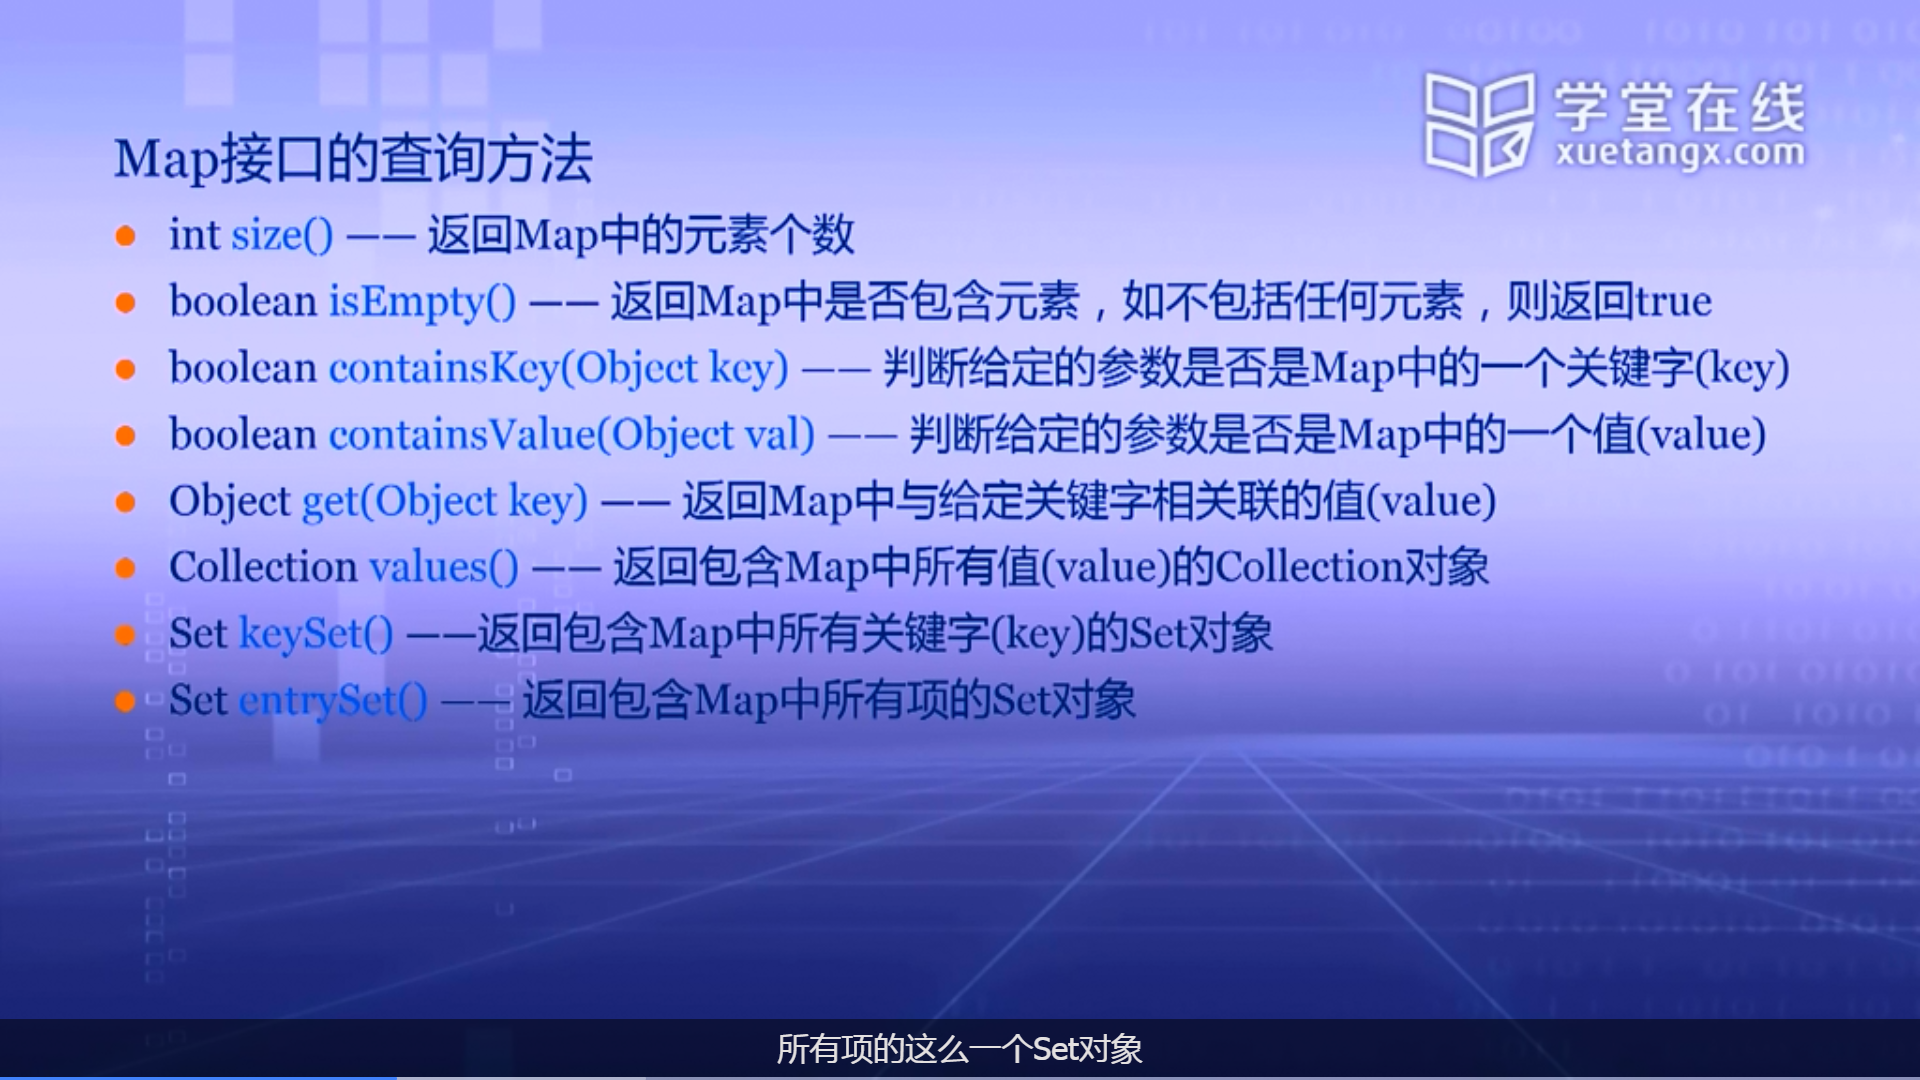 学堂在线
xuetangx.com
Map接口的查询方法
int size() —— 返回Map中的元素个数
boolean isEmpty() —— 返回Map中是否包含元素，如不包括任何元素，则返回true
boolean containsKey(Object key) —— 判断给定的参数是否是Map中的一个关键字(key)
boolean containsValue(Object val) —— 判断给定的参数是否是Map中的一个值(value)
Object get(Object key) —— 返回Map中与给定关键字相关联的值(value)
Collection values() —— 返回包含Map中所有值(value)的Collection对象
Set keySet() ——返回包含Map中所有关键字(key)的Set对象
Set entrySet() —— 返回包含Map中所有项的Set对象
所有项的这么一个Set对象